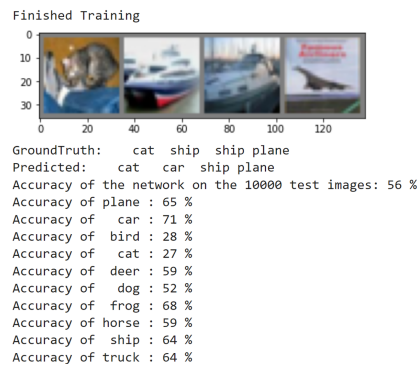 Finished Training
0
10
20
30
0 20 40 60 80 100 120
GroundTruth: cat ship ship plane
Predicted: cat car ship plane
Accuracy of the network on the 10000 test images: 56 %
Accuracy of plane : 65 %
Accuracy of car : 71 %
Accuracy of bird : 28 %
Accuracy of cat : 27 %
Accuracy of deer : 59 %
Accuracy of dog : 52 %
Accuracy of frog : 68 %
Accuracy of horse : 59 %
Accuracy of ship : 64 %
Accuracy of truck : 64 %